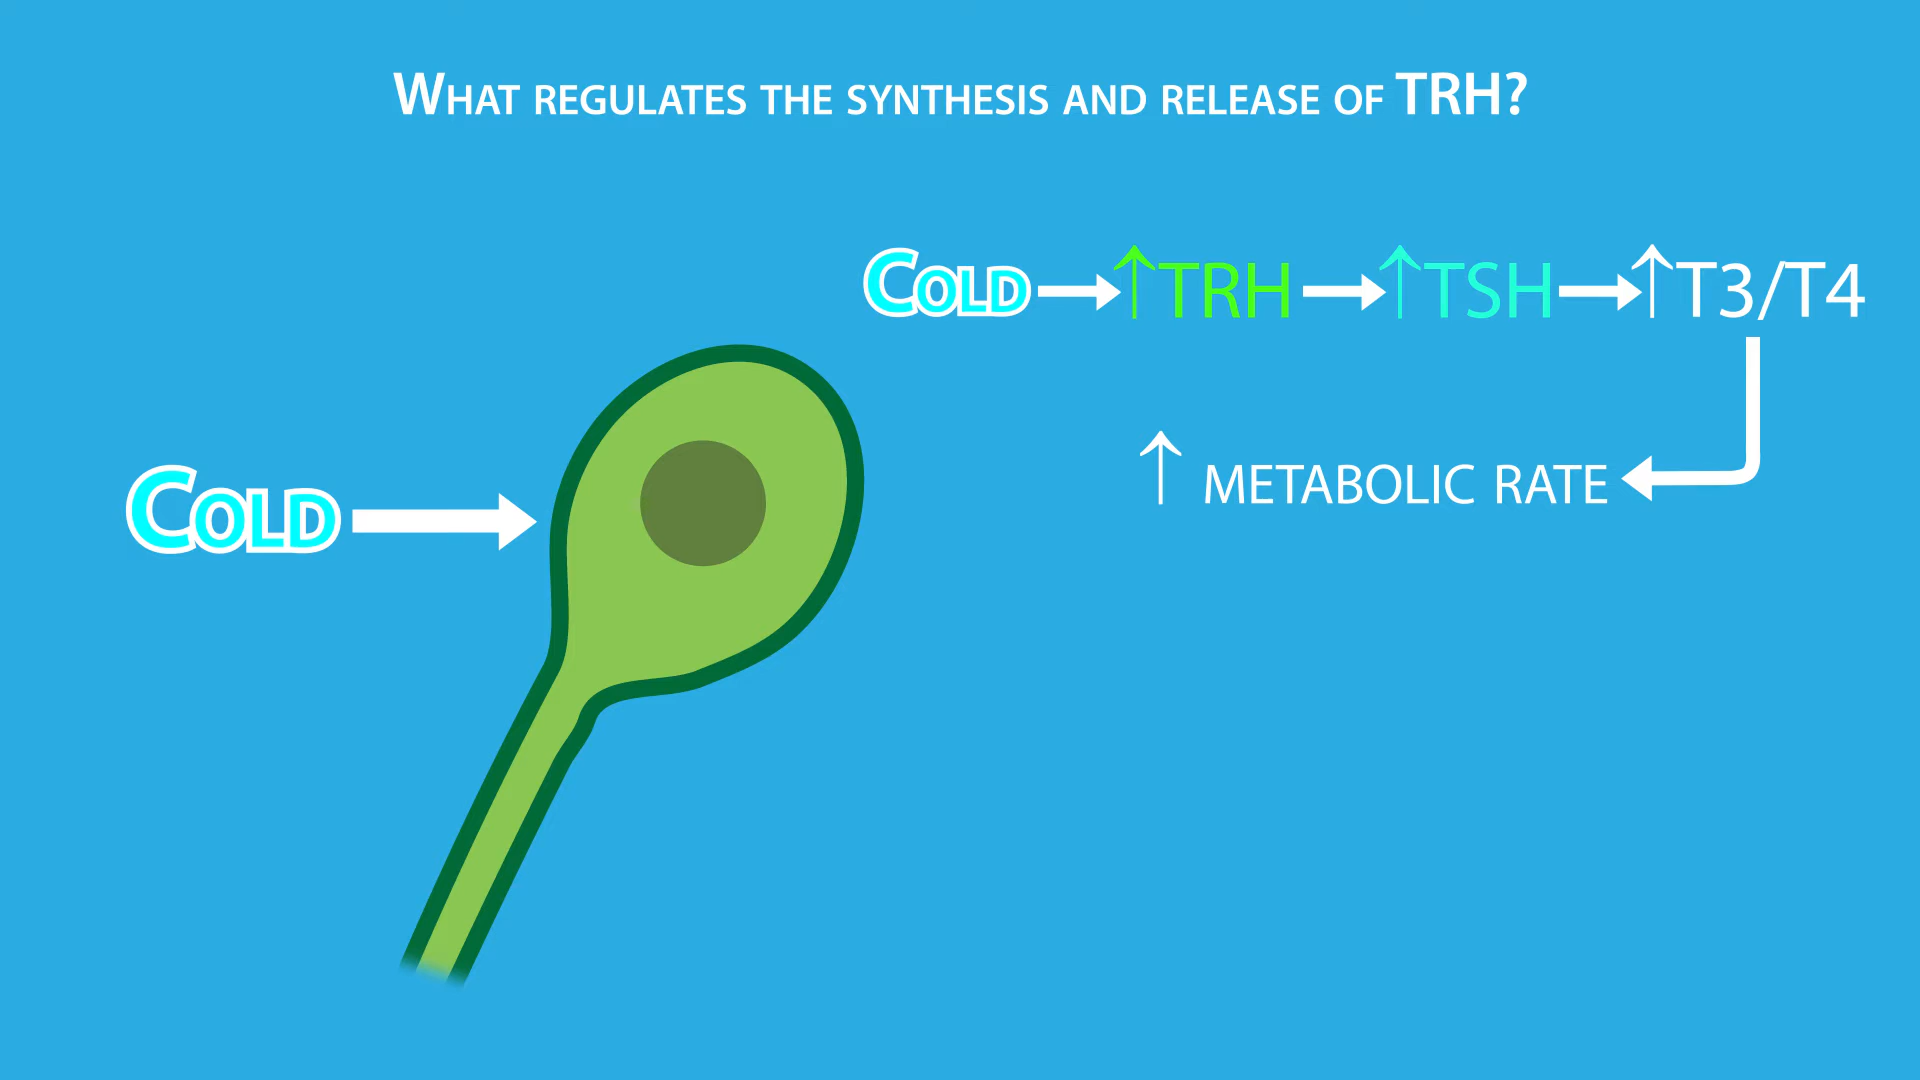 What regulates the synthesis and release of TRH?
Cold → ↑TRH → ↑TSH → ↑T3/T4
↑ METABOLIC RATE
Cold